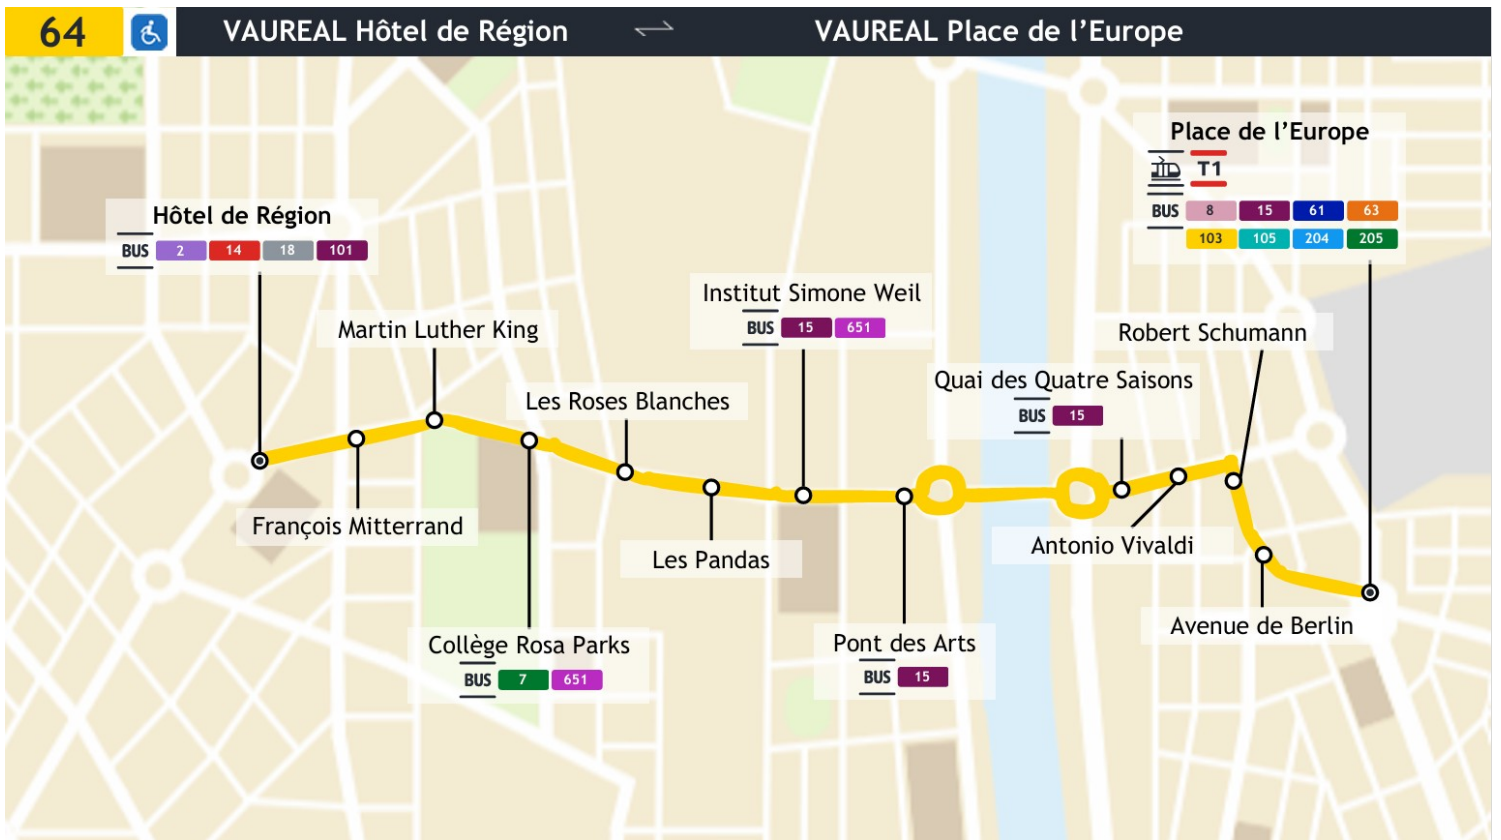 64 VAUREAL Hôtel de Région VAUREAL Place de l’Europe
Place de l’Europe
T1
BUS 8 15 61 63
103 105 204 205
Hôtel de Région
BUS 2 14 18 101
Institut Simone Weil
BUS 15 651
Martin Luther King
Robert Schumann
Quai des Quatre Saisons
BUS 15
Les Roses Blanches
François Mitterrand
Antonio Vivaldi
Les Pandas
Avenue de Berlin
Collège Rosa Parks
BUS 7 651
Pont des Arts
BUS 15